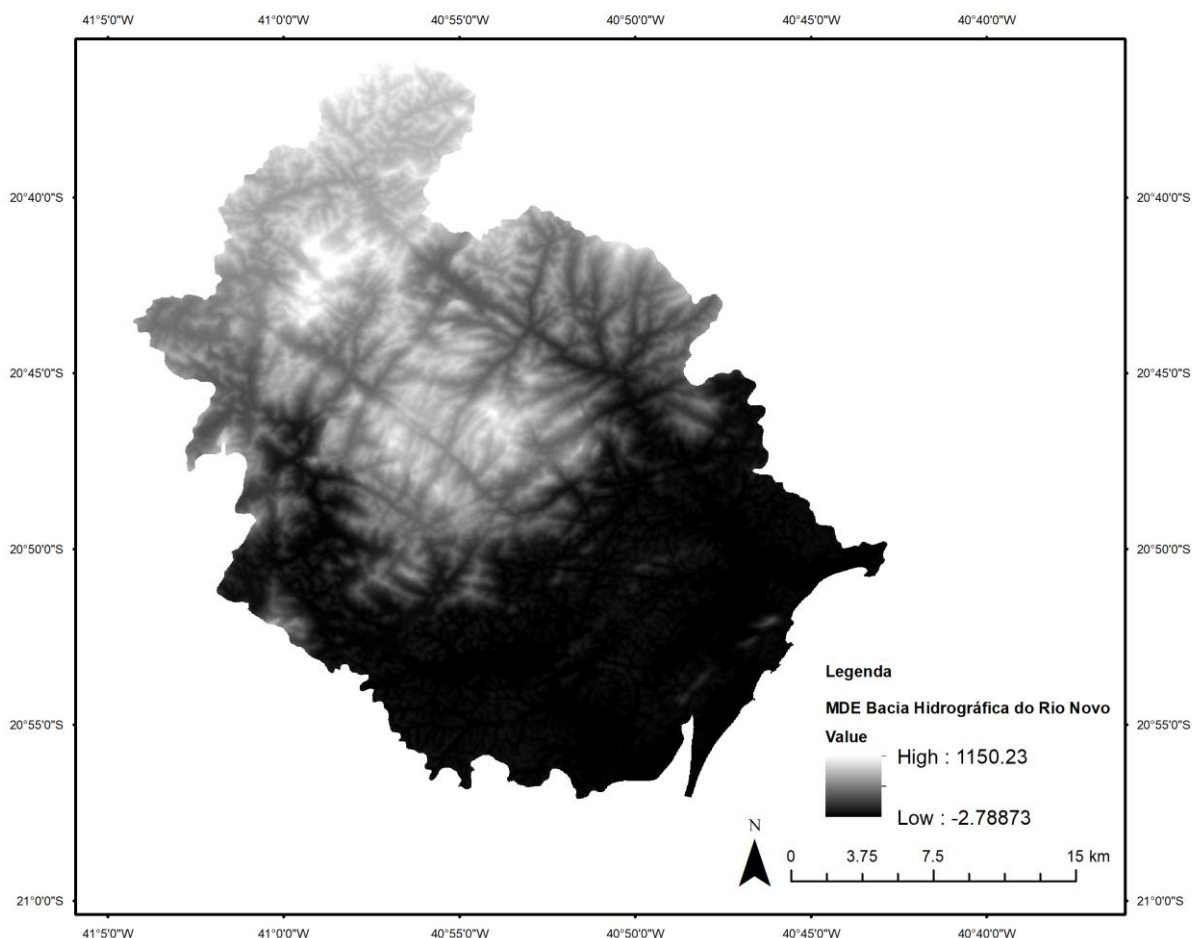 41°5'0"W 41°0'0"W 40°55'0"W 40°50'0"W 40°45'0"W 40°40'0"W
20°40'0"S 20°40'0"S
20°45'0"S 20°45'0"S
20°50'0"S 20°50'0"S
Legenda
MDE Bacia Hidrográfica do Rio Novo
20°55'0"S 20°55'0"S
Value
High : 1150.23
Low : -2.78873
N
0 3.75 7.5 15 km
21°0'0"S 21°0'0"S
41°5'0"W 41°0'0"W 40°55'0"W 40°50'0"W 40°45'0"W 40°40'0"W